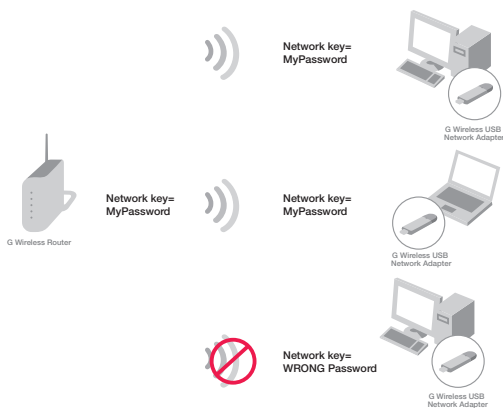 Network key=
MyPassword
G Wireless USB
Network Adapter
G Wireless Router
Network key=
MyPassword
Network key=
MyPassword
G Wireless USB
Network Adapter
Network key=
WRONG Password
G Wireless USB
Network Adapter